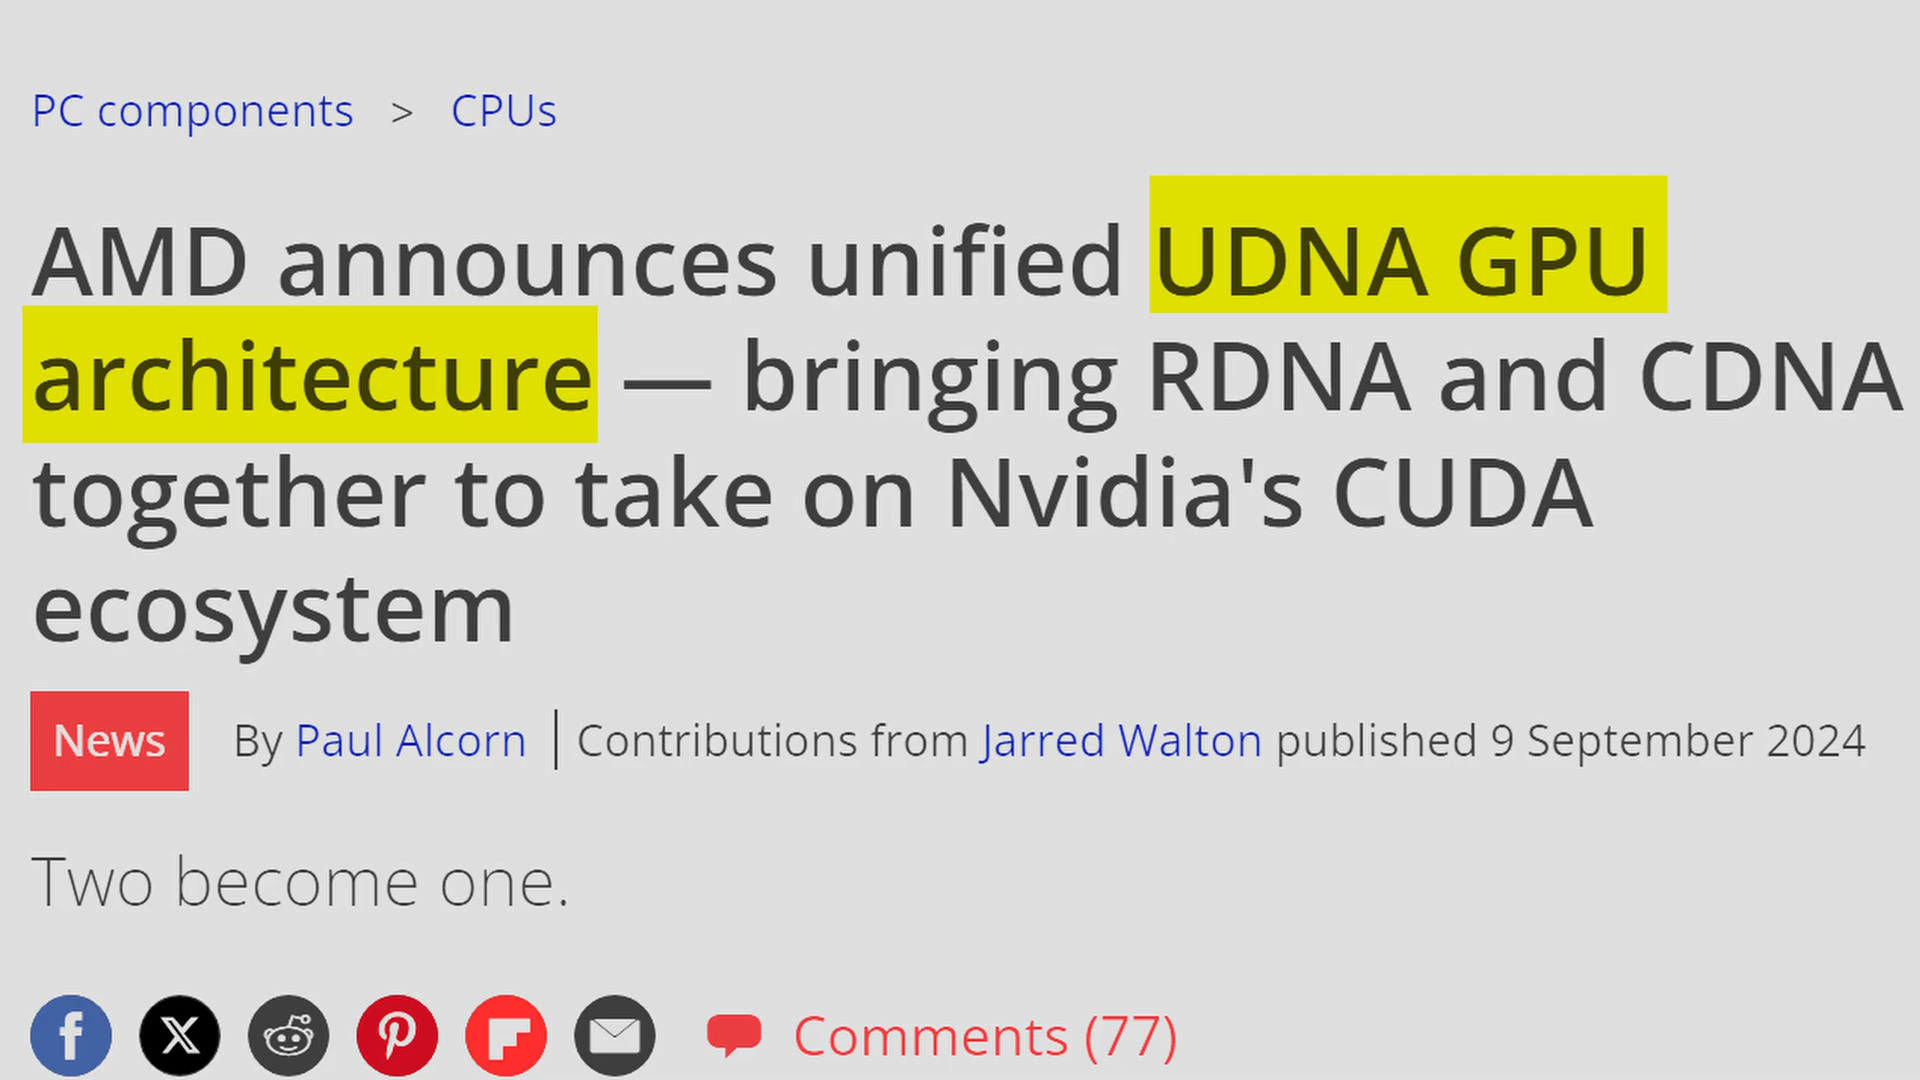 PC components > CPUs
AMD announces unified UDNA GPU
architecture — bringing RDNA and CDNA
together to take on Nvidia's CUDA
ecosystem
News By Paul Alcorn | Contributions from Jarred Walton published 9 September 2024
Two become one.
Comments (77)